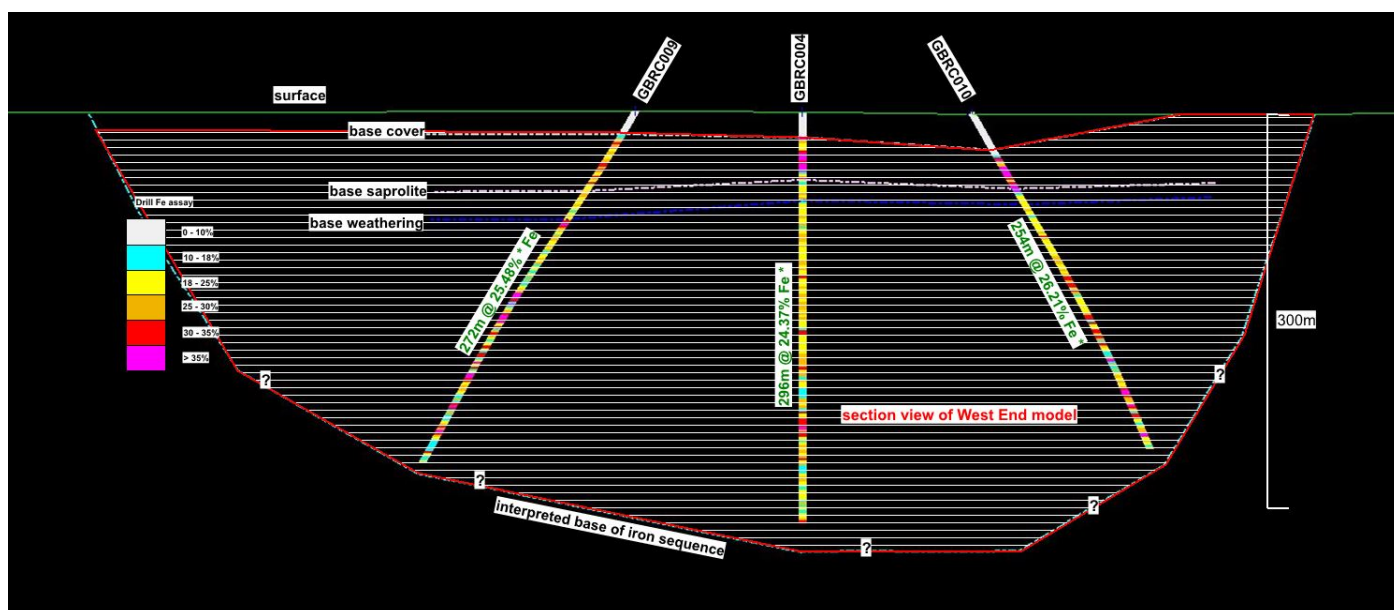 GBRC009
GBRC004
GBRC010
surface
base cover
base saprolite
Drill Fe assay
base weathering
0 - 10%
10 - 18%
18 - 25%
25 - 30%
30 - 35%
> 35%
272m @ 25.48% * Fe
296m @ 24.37% Fe *
254m @ 26.21% Fe *
300m
section view of West End model
?
?
?
?
?
interpreted base of iron sequence